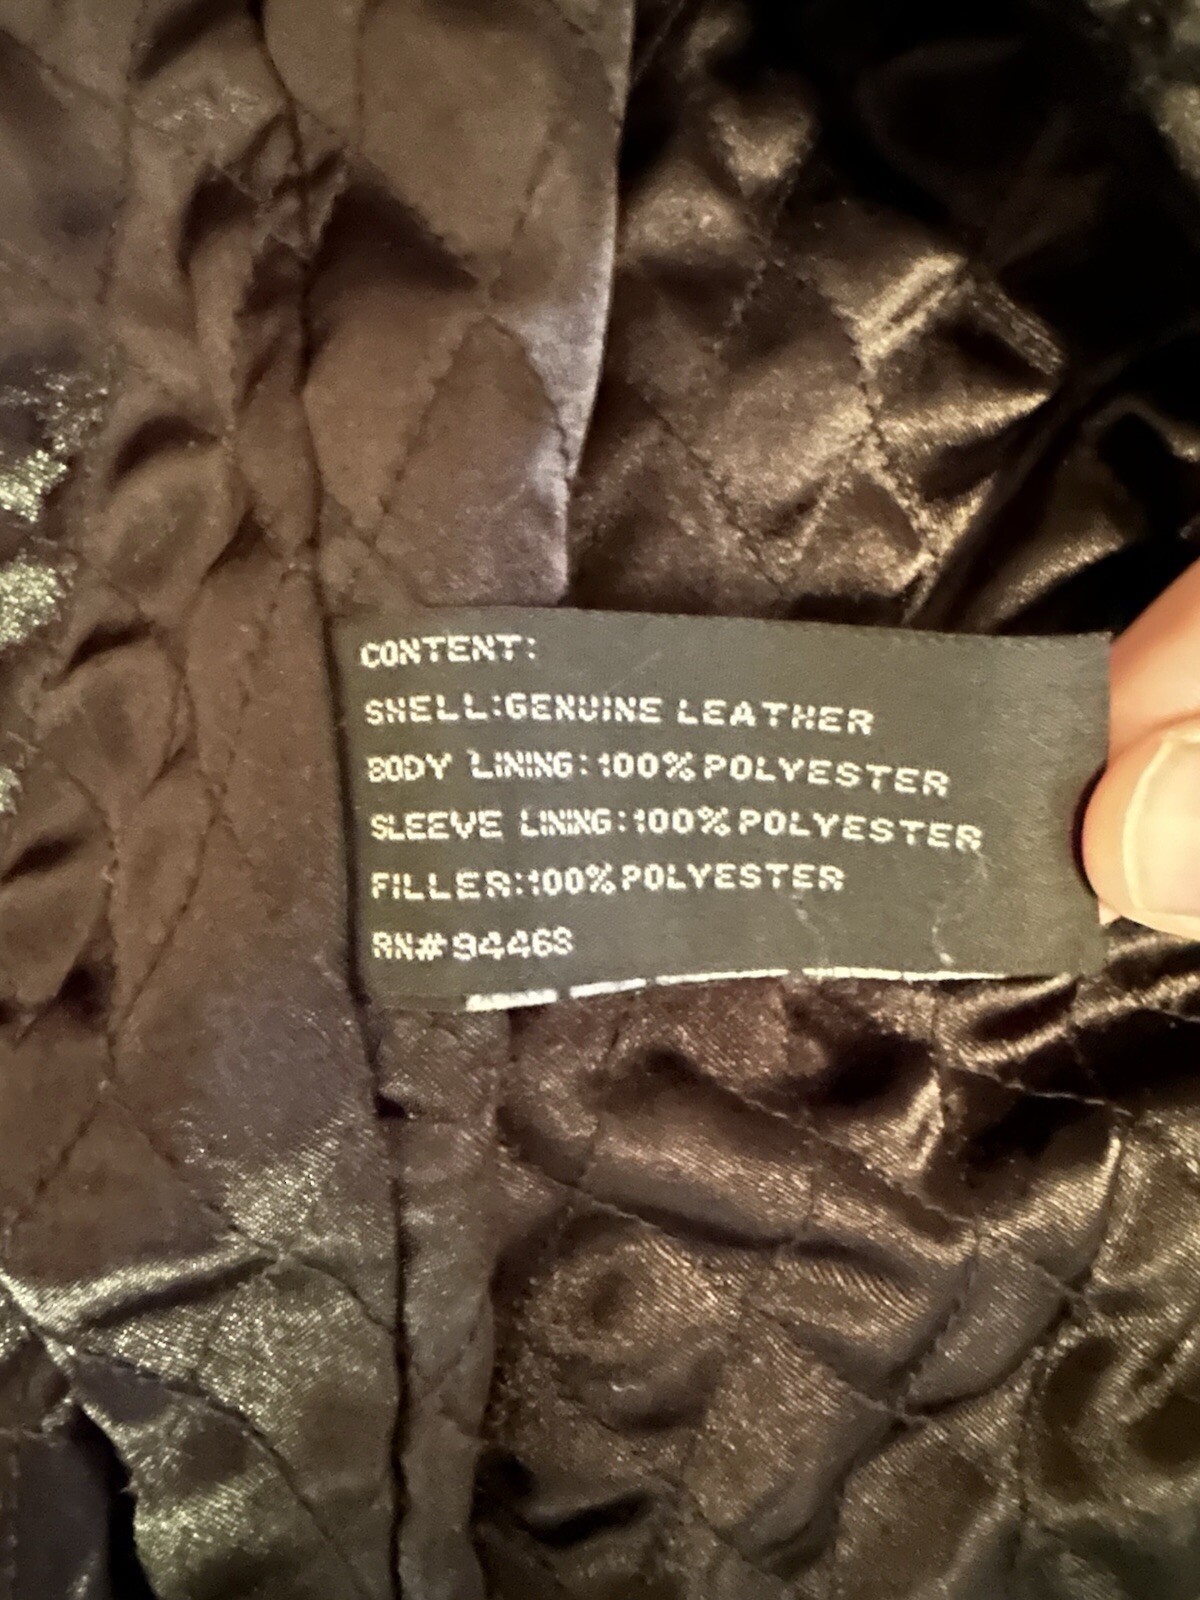 CONTENT:
SHELL:GENUINE LEATHER
BODY LINING:100% POLYESTER
SLEEVE LINING:100% POLYESTER
FILLER:100% POLYESTER
RN#94468